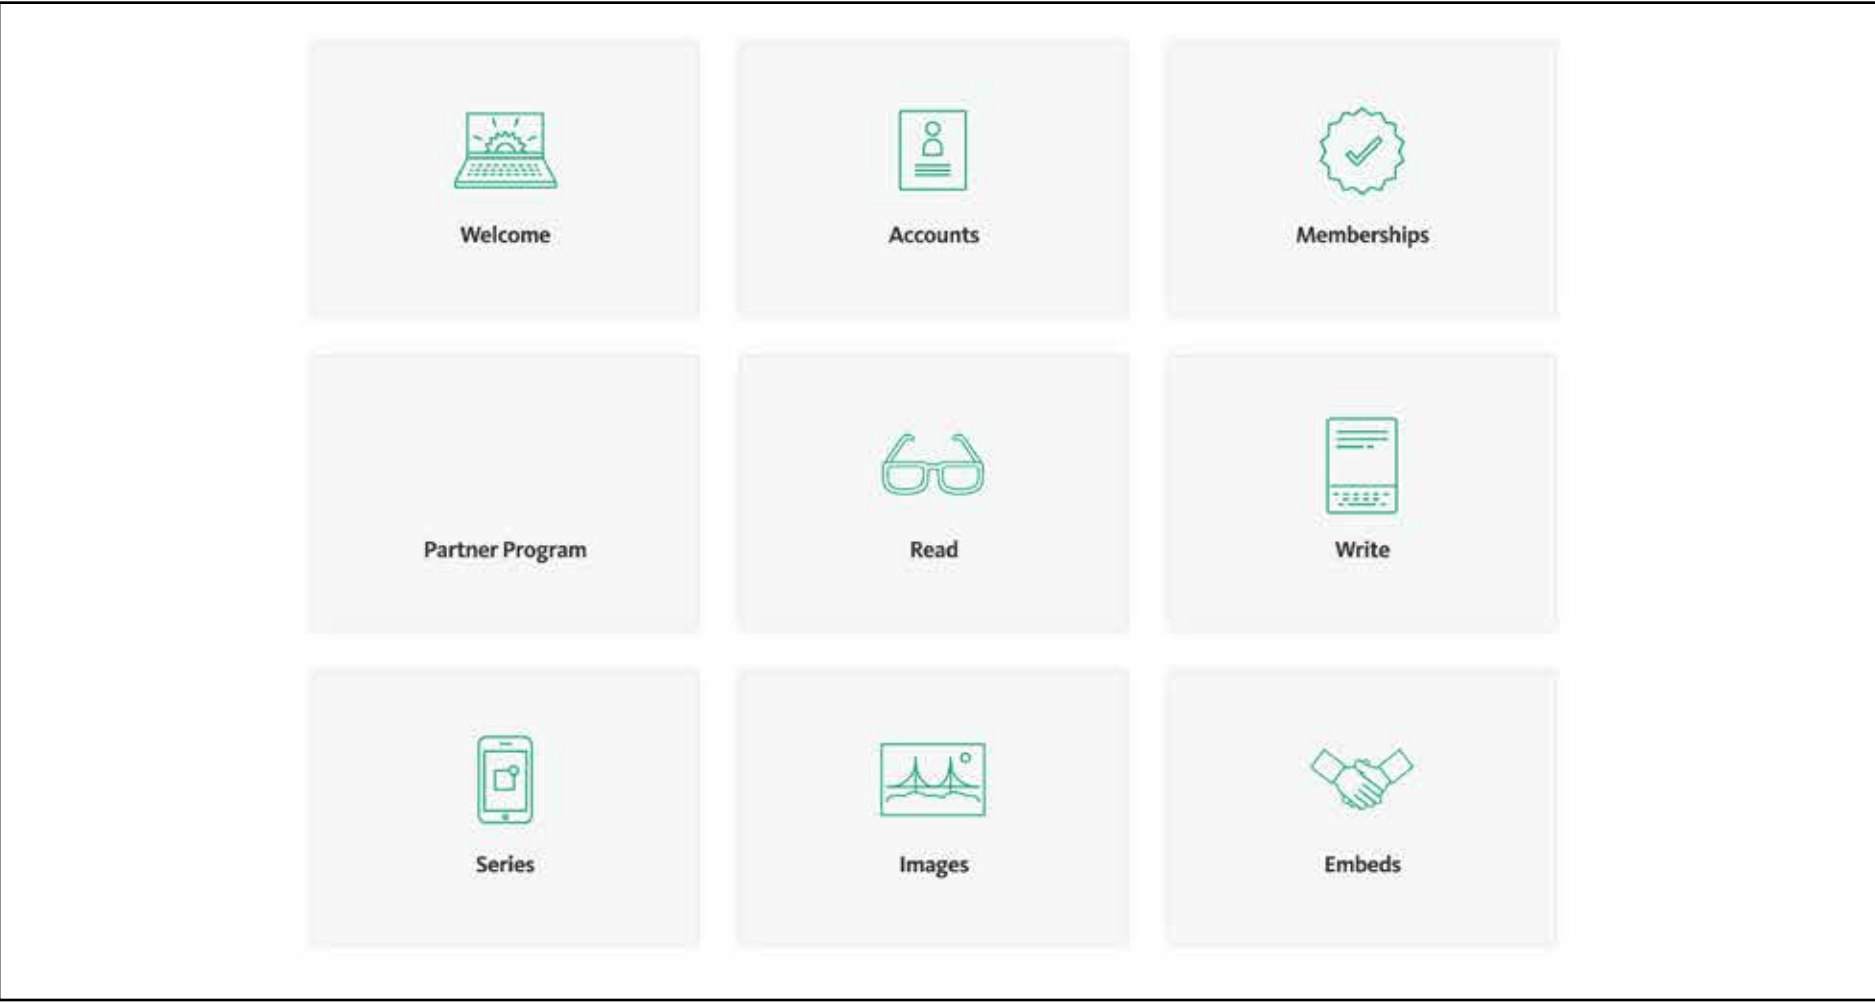 Welcome
Accounts
Memberships
Partner Program
Read
Write
Series
Images
Embeds